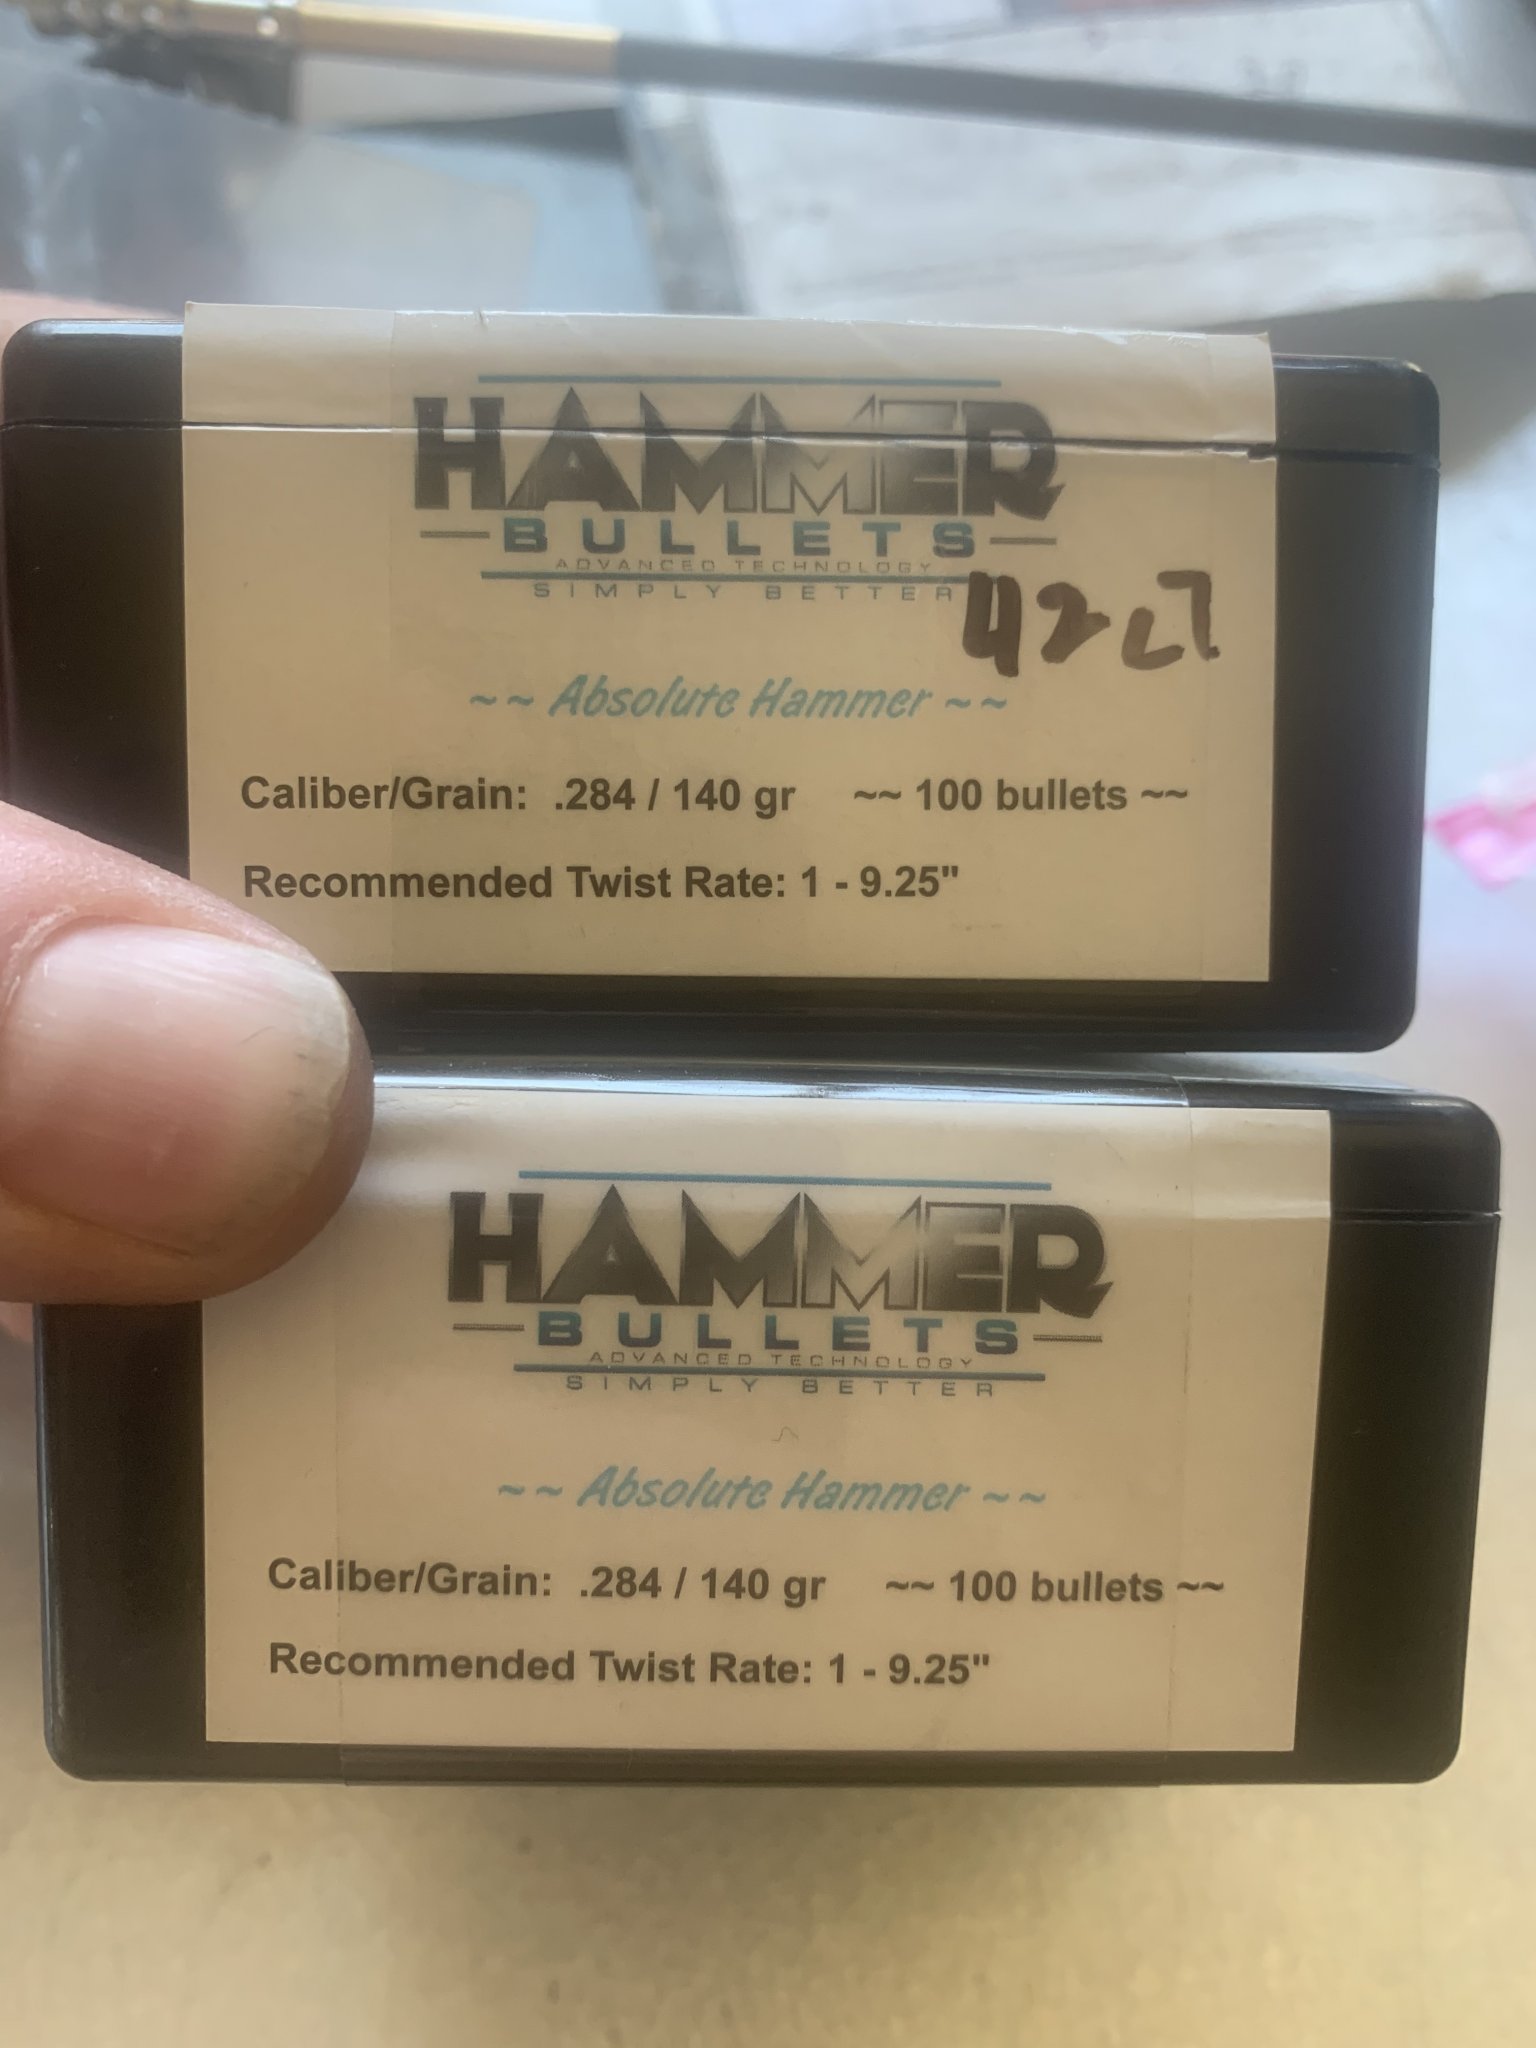 HAMMER
BULLETS
ADVANCED TECHNOLOGY
SIMPLY BETTER
42 LT
~~ Absolute Hammer ~~
Caliber/Grain: .284 / 140 gr ~~ 100 bullets ~~
Recommended Twist Rate: 1 - 9.25"
HAMMER
BULLETS
ADVANCED TECHNOLOGY
SIMPLY BETTER
~~ Absolute Hammer ~~
Caliber/Grain: .284 / 140 gr ~~ 100 bullets ~~
Recommended Twist Rate: 1 - 9.25"